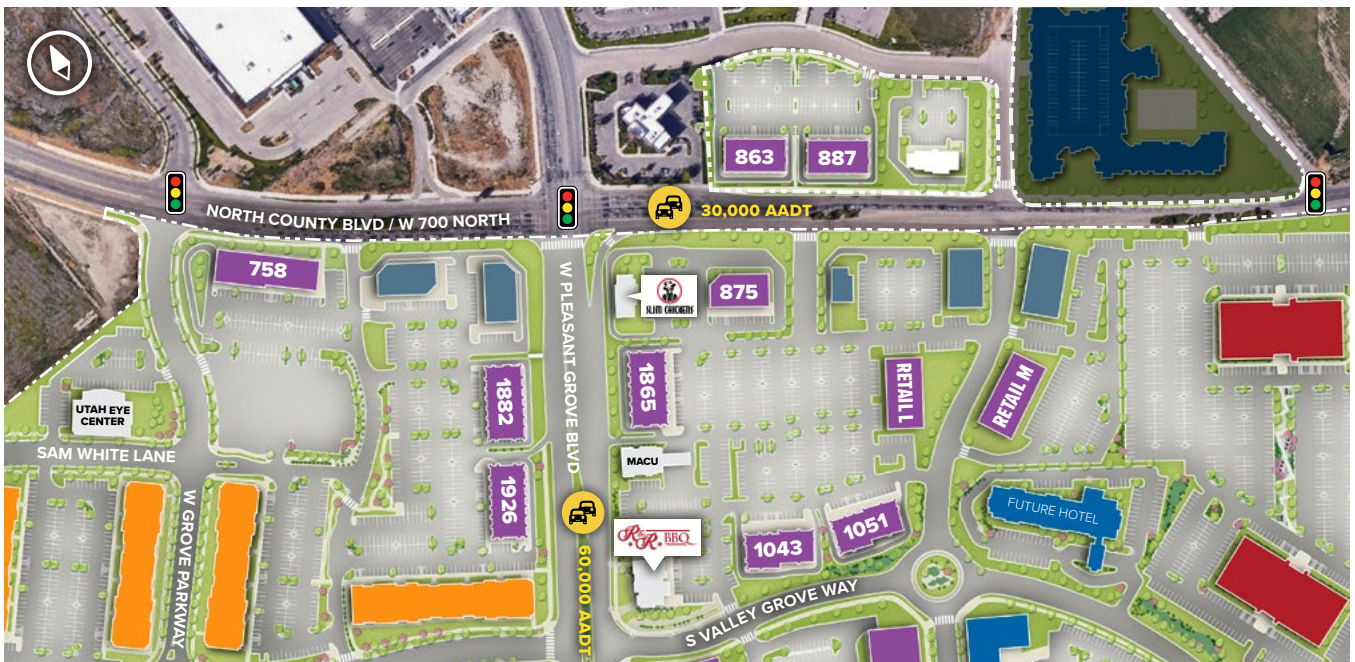 863
887
NORTH COUNTY BLVD / W 700 NORTH
30,000 AADT
758
SLIM CHICKENS
875
W PLEASANT GROVE BLVD
1882
1865
RETAIL L
RETAIL M
UTAH EYE
CENTER
SAM WHITE LANE
MACU
W GROVE PARKWAY
1926
60,000 AADT
R&R BBQ
1043
1051
FUTURE HOTEL
S VALLEY GROVE WAY